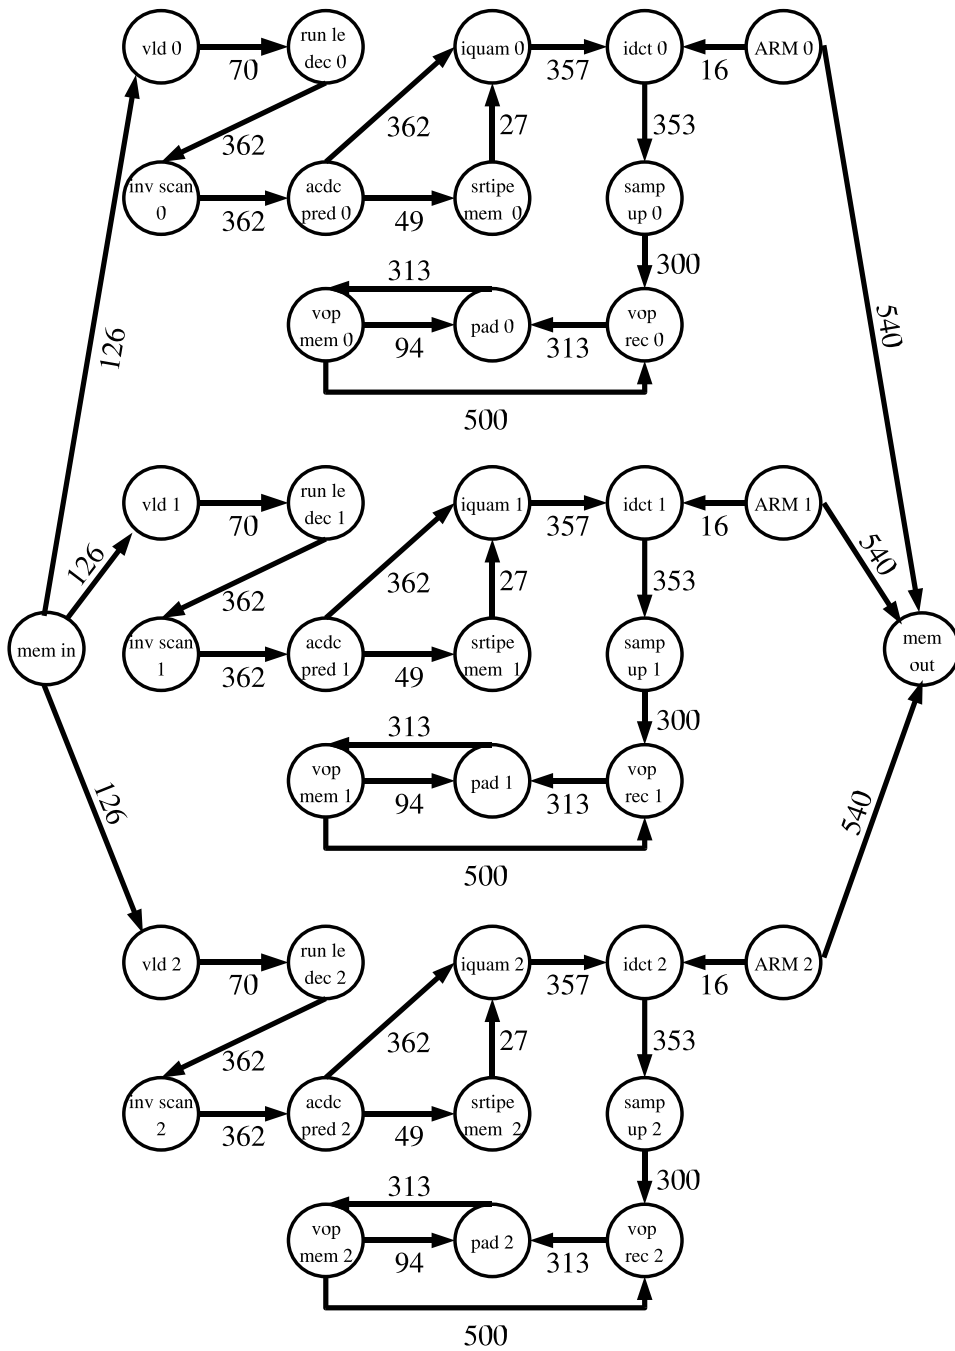 vld 0
70
run le
dec 0
iquam 0
357
idct 0
16
ARM 0
362
362
27
353
inv scan
0
362
acdc
pred 0
49
srtipe
mem 0
samp
up 0
300
313
vop
mem 0
94
pad 0
313
vop
rec 0
500
126
540
vld 1
70
run le
dec 1
iquam 1
357
idct 1
16
ARM 1
126
540
362
362
27
353
mem in
inv scan
1
362
acdc
pred 1
49
srtipe
mem 1
samp
up 1
mem
out
300
313
vop
mem 1
94
pad 1
313
vop
rec 1
500
126
540
vld 2
70
run le
dec 2
iquam 2
357
idct 2
16
ARM 2
362
362
27
353
inv scan
2
362
acdc
pred 2
49
srtipe
mem 2
samp
up 2
300
313
vop
mem 2
94
pad 2
313
vop
rec 2
500